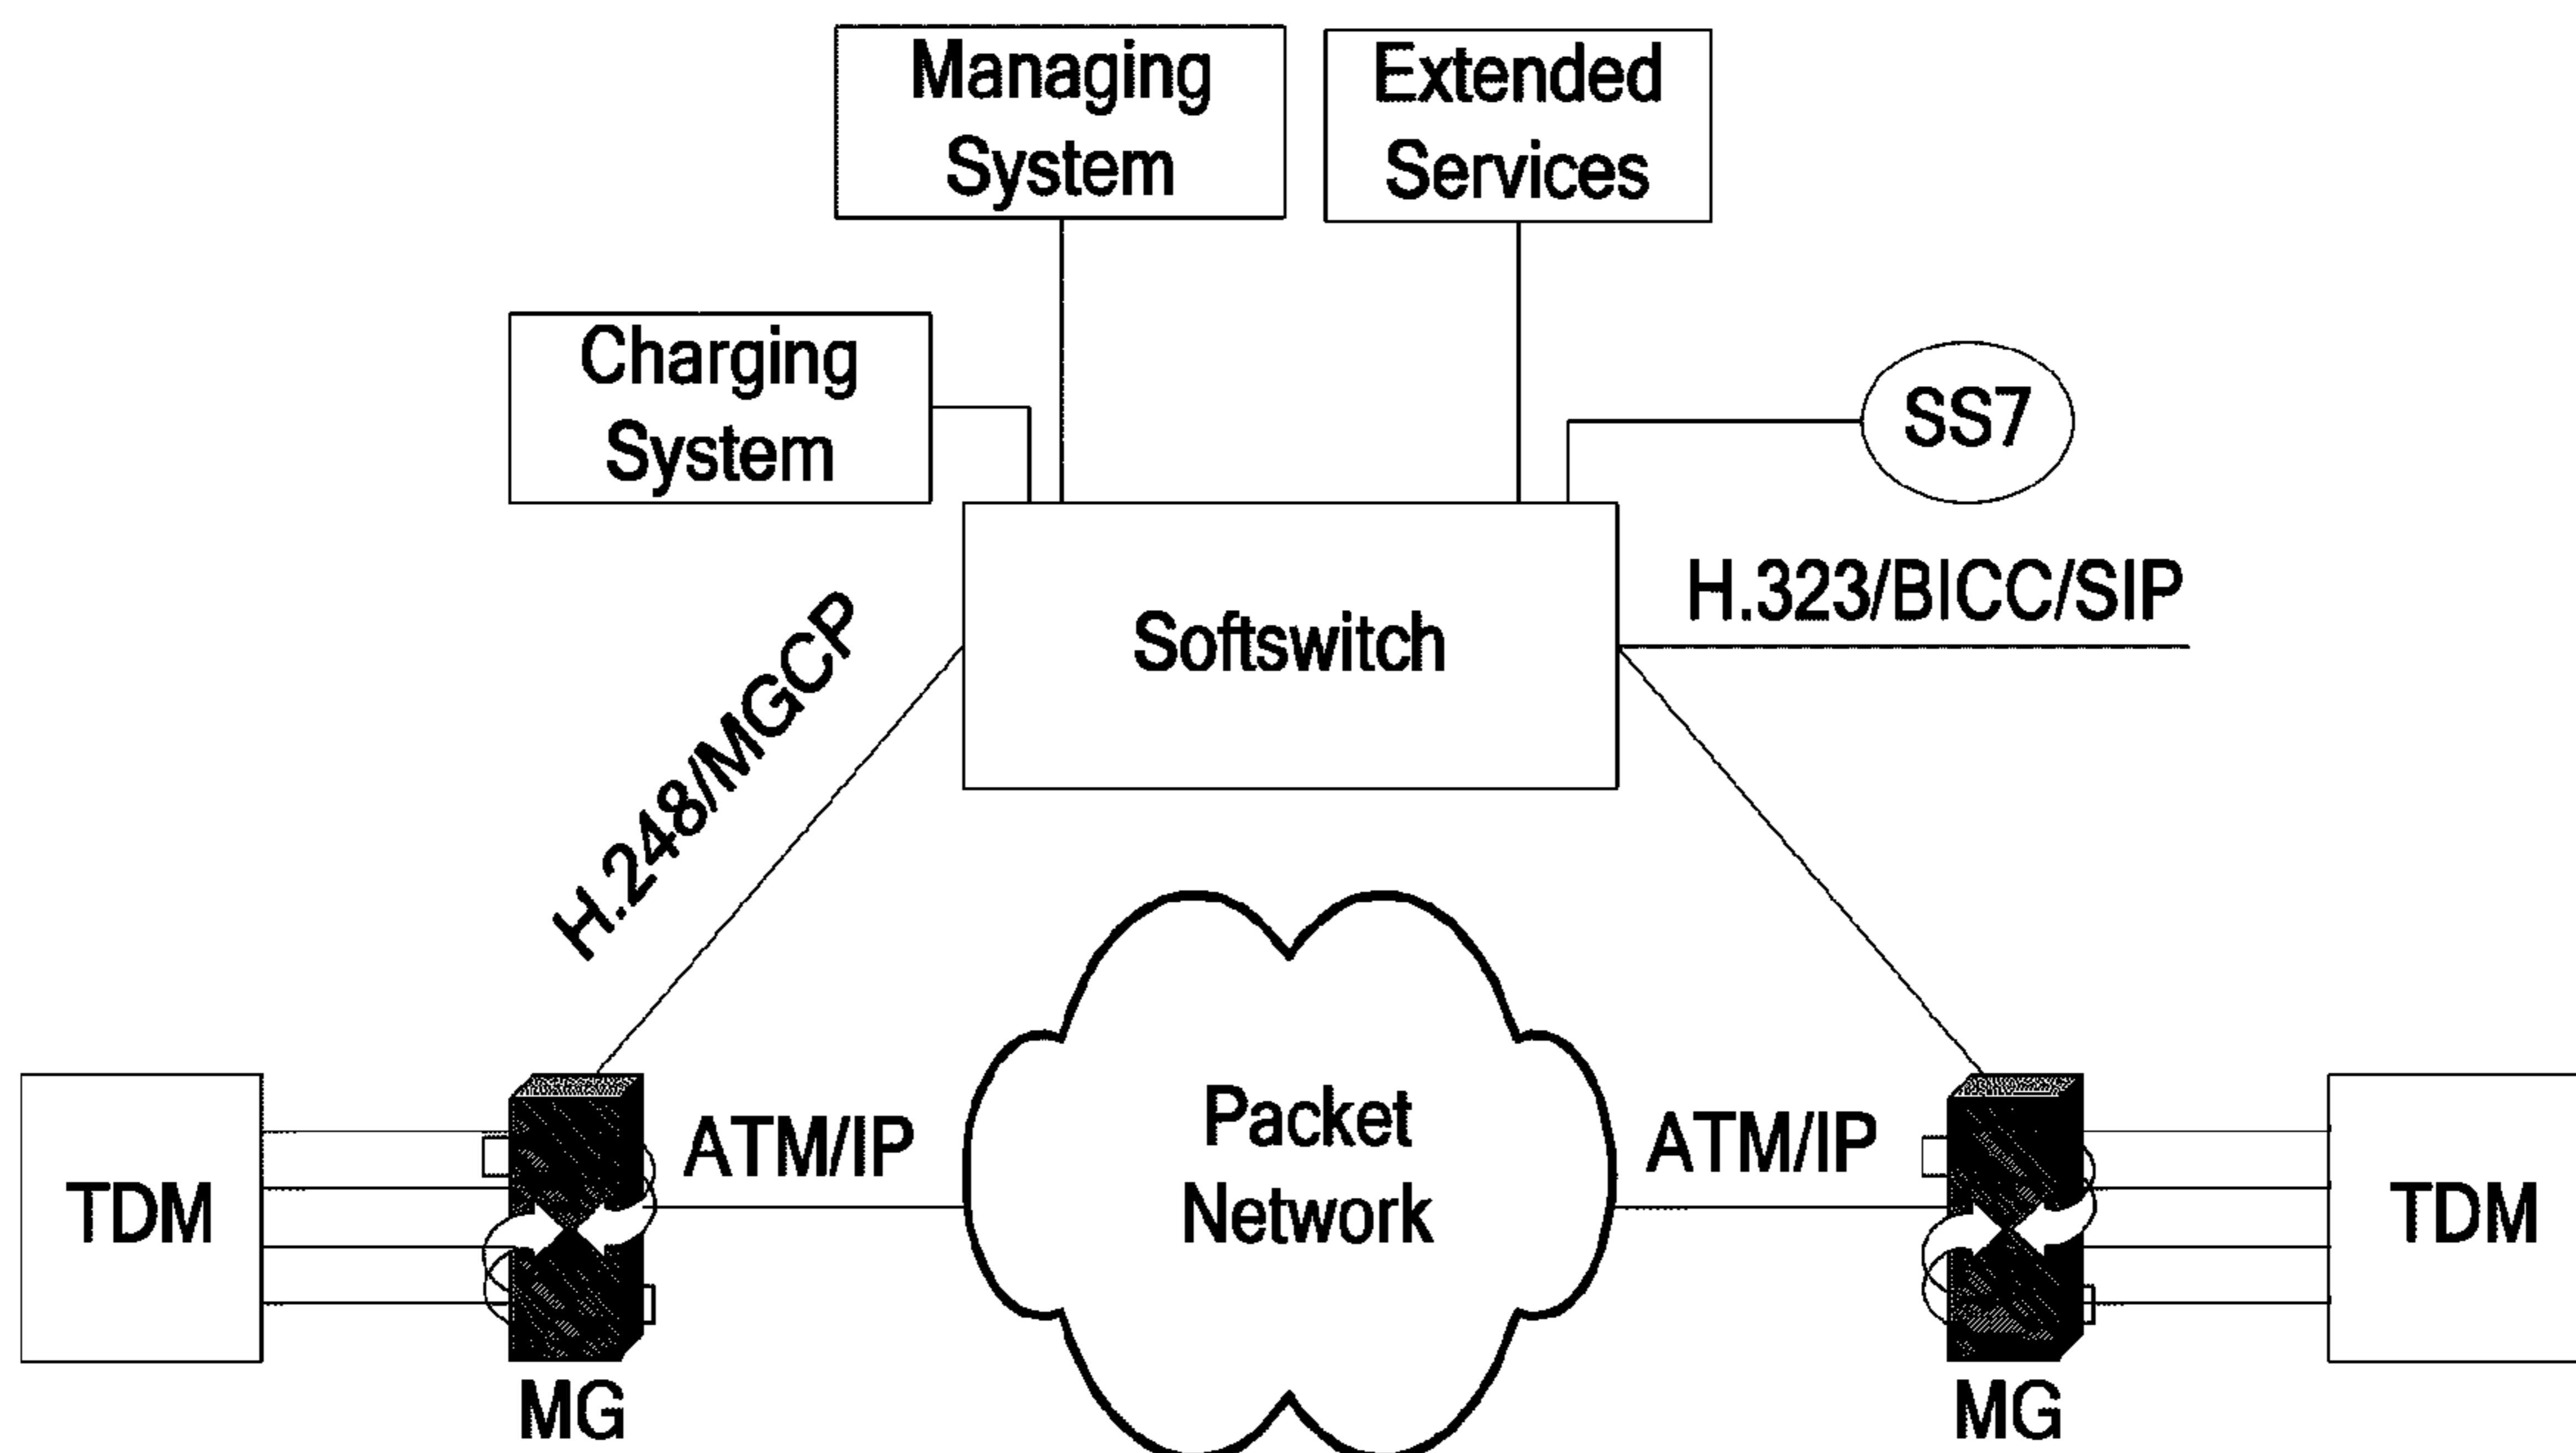 Managing
System
Extended
Services
Charging
System
SS7
H.323/BICC/SIP
Softswitch
H.248/MGCP
TDM
MG
ATM/IP
Packet
Network
ATM/IP
MG
TDM